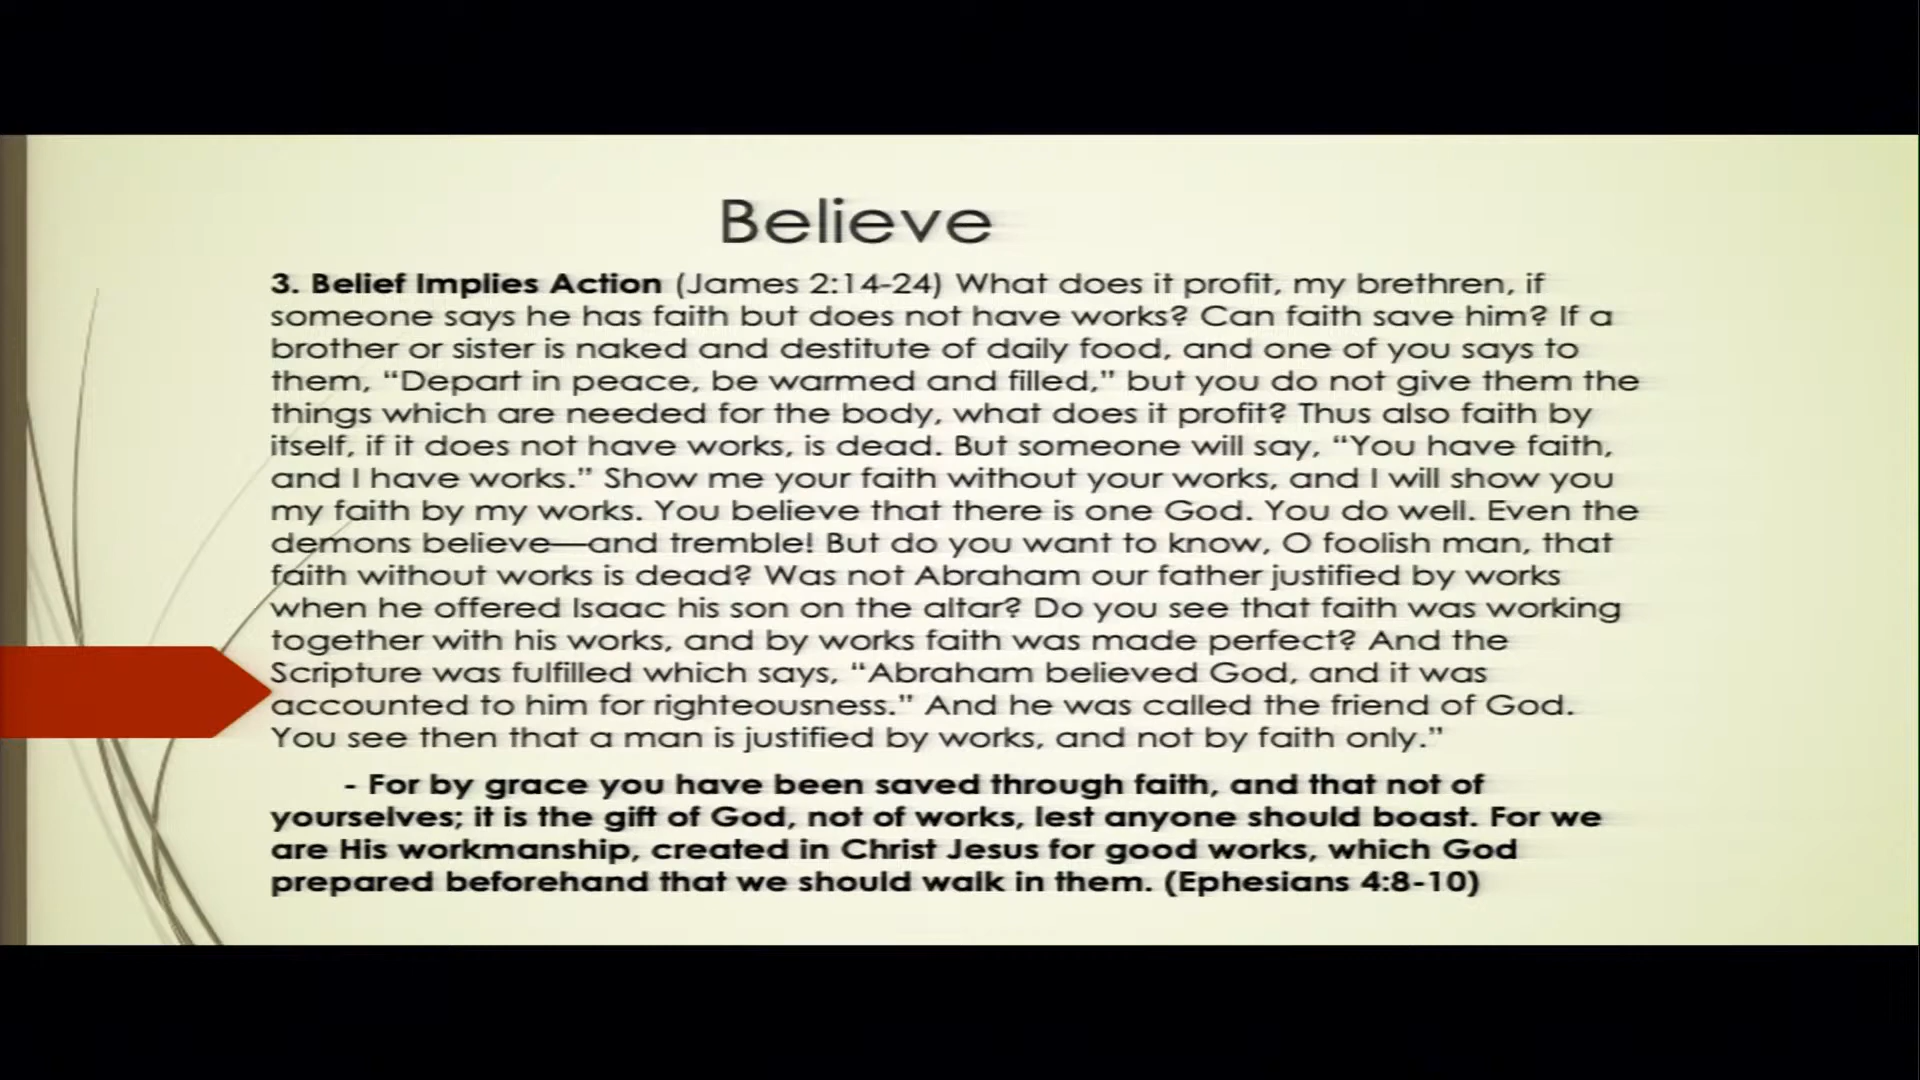 Believe
3. Belief Implies Action (James 2:14-24) What does it profit, my brethren, if
someone says he has faith but does not have works? Can faith save him? If a
brother or sister is naked and destitute of daily food, and one of you says to
them, “Depart in peace, be warmed and filled,” but you do not give them the
things which are needed for the body, what does it profit? Thus also faith by
itself, if it does not have works, is dead. But someone will say, “You have faith,
and I have works.” Show me your faith without your works, and I will show you
my faith by my works. You believe that there is one God. You do well. Even the
demons believe—and tremble! But do you want to know, O foolish man, that
faith without works is dead? Was not Abraham our father justified by works
when he offered Isaac his son on the altar? Do you see that faith was working
together with his works, and by works faith was made perfect? And the
Scripture was fulfilled which says, “Abraham believed God, and it was
accounted to him for righteousness.” And he was called the friend of God.
You see then that a man is justified by works, and not by faith only.”
- For by grace you have been saved through faith, and that not of
yourselves; it is the gift of God, not of works, lest anyone should boast. For we
are His workmanship, created in Christ Jesus for good works, which God
prepared beforehand that we should walk in them. (Ephesians 4:8-10)